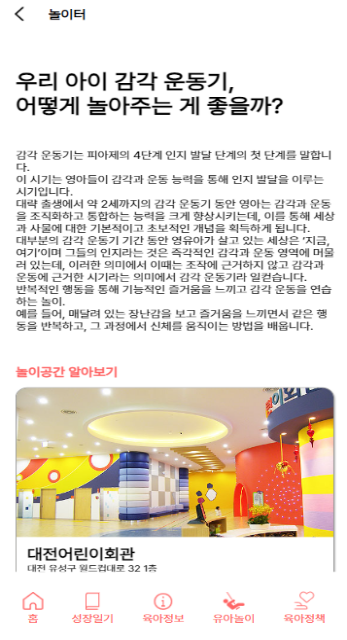 놀이터
우리 아이 감각 운동기,
어떻게 놀아주는 게 좋을까?
감각 운동기는 피아제의 4단계 인지 발달 단계의 첫 단계를 말합니
다.
이 시기는 영아들이 감각과 운동 능력을 통해 인지 발달을 이루는
시기입니다.
대략 출생에서 약 2세까지의 감각 운동기 동안 영아는 감각과 운동
을 조직화하고 통합하는 능력을 크게 향상시키는데, 이를 통해 세상
과 사물에 대한 기본적이고 초보적인 개념을 획득하게 됩니다.
대부분의 감각 운동기 기간 동안 영유아가 살고 있는 세상은 '지금,
여기'이며 그들의 인지라는 것은 즉각적인 감각과 운동 영역에 머물
러 있는데, 이러한 의미에서 이때는 조작에 근거하지 않고 감각과
운동에 근거한 시기라는 의미에서 감각 운동기라 일컫습니다.
반복적인 행동을 통해 기능적인 즐거움을 느끼고 감각 운동을 연습
하는 놀이.
예를 들어, 매달려 있는 장난감을 보고 즐거움을 느끼면서 같은 행
동을 반복하고, 그 과정에서 신체를 움직이는 방법을 배웁니다.
놀이공간 알아보기
대전어린이회관
대전 유성구 월드컵대로 32 1층
홈 성장일기 육아정보 유아놀이 육아정책